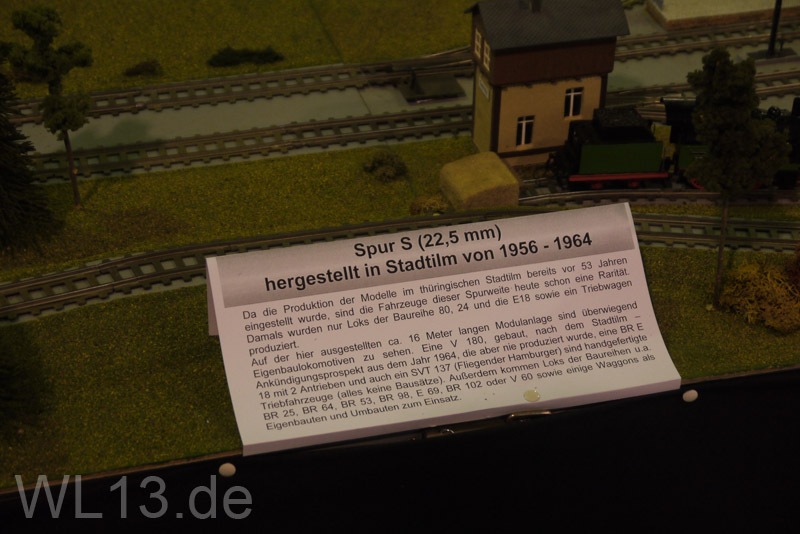 Spur S (22,5 mm)
hergestellt in Stadtilm von 1956 - 1964
Da die Produktion der Modelle im thüringischen Stadtilm bereits vor 53 Jahren
eingestellt wurde, sind die Fahrzeuge dieser Spurweite heute schon eine Rarität.
Damals wurden nur Loks der Baureihe 80, 24 und die E18 sowie ein Triebwagen
produziert.
Auf der hier ausgestellten ca. 16 Meter langen Modulanlage sind überwiegend
Eigenbaulokomotiven zu sehen. Eine V 180, gebaut, nach dem Stadtilm –
Ankündigungsprospekt aus dem Jahr 1964, die aber nie produziert wurde, eine BR E
18 mit 2 Antrieben und auch ein SVT 137 (Fliegender Hamburger) sind handgefertigte
Triebfahrzeuge (alles keine Bausätze). Außerdem kommen Loks der Baureihen u.a.
BR 25, BR 64, BR 53, BR 98, E 69, BR 102 oder V 60 sowie einige Waggons als
Eigenbauten und Umbauten zum Einsatz.
WL13.de